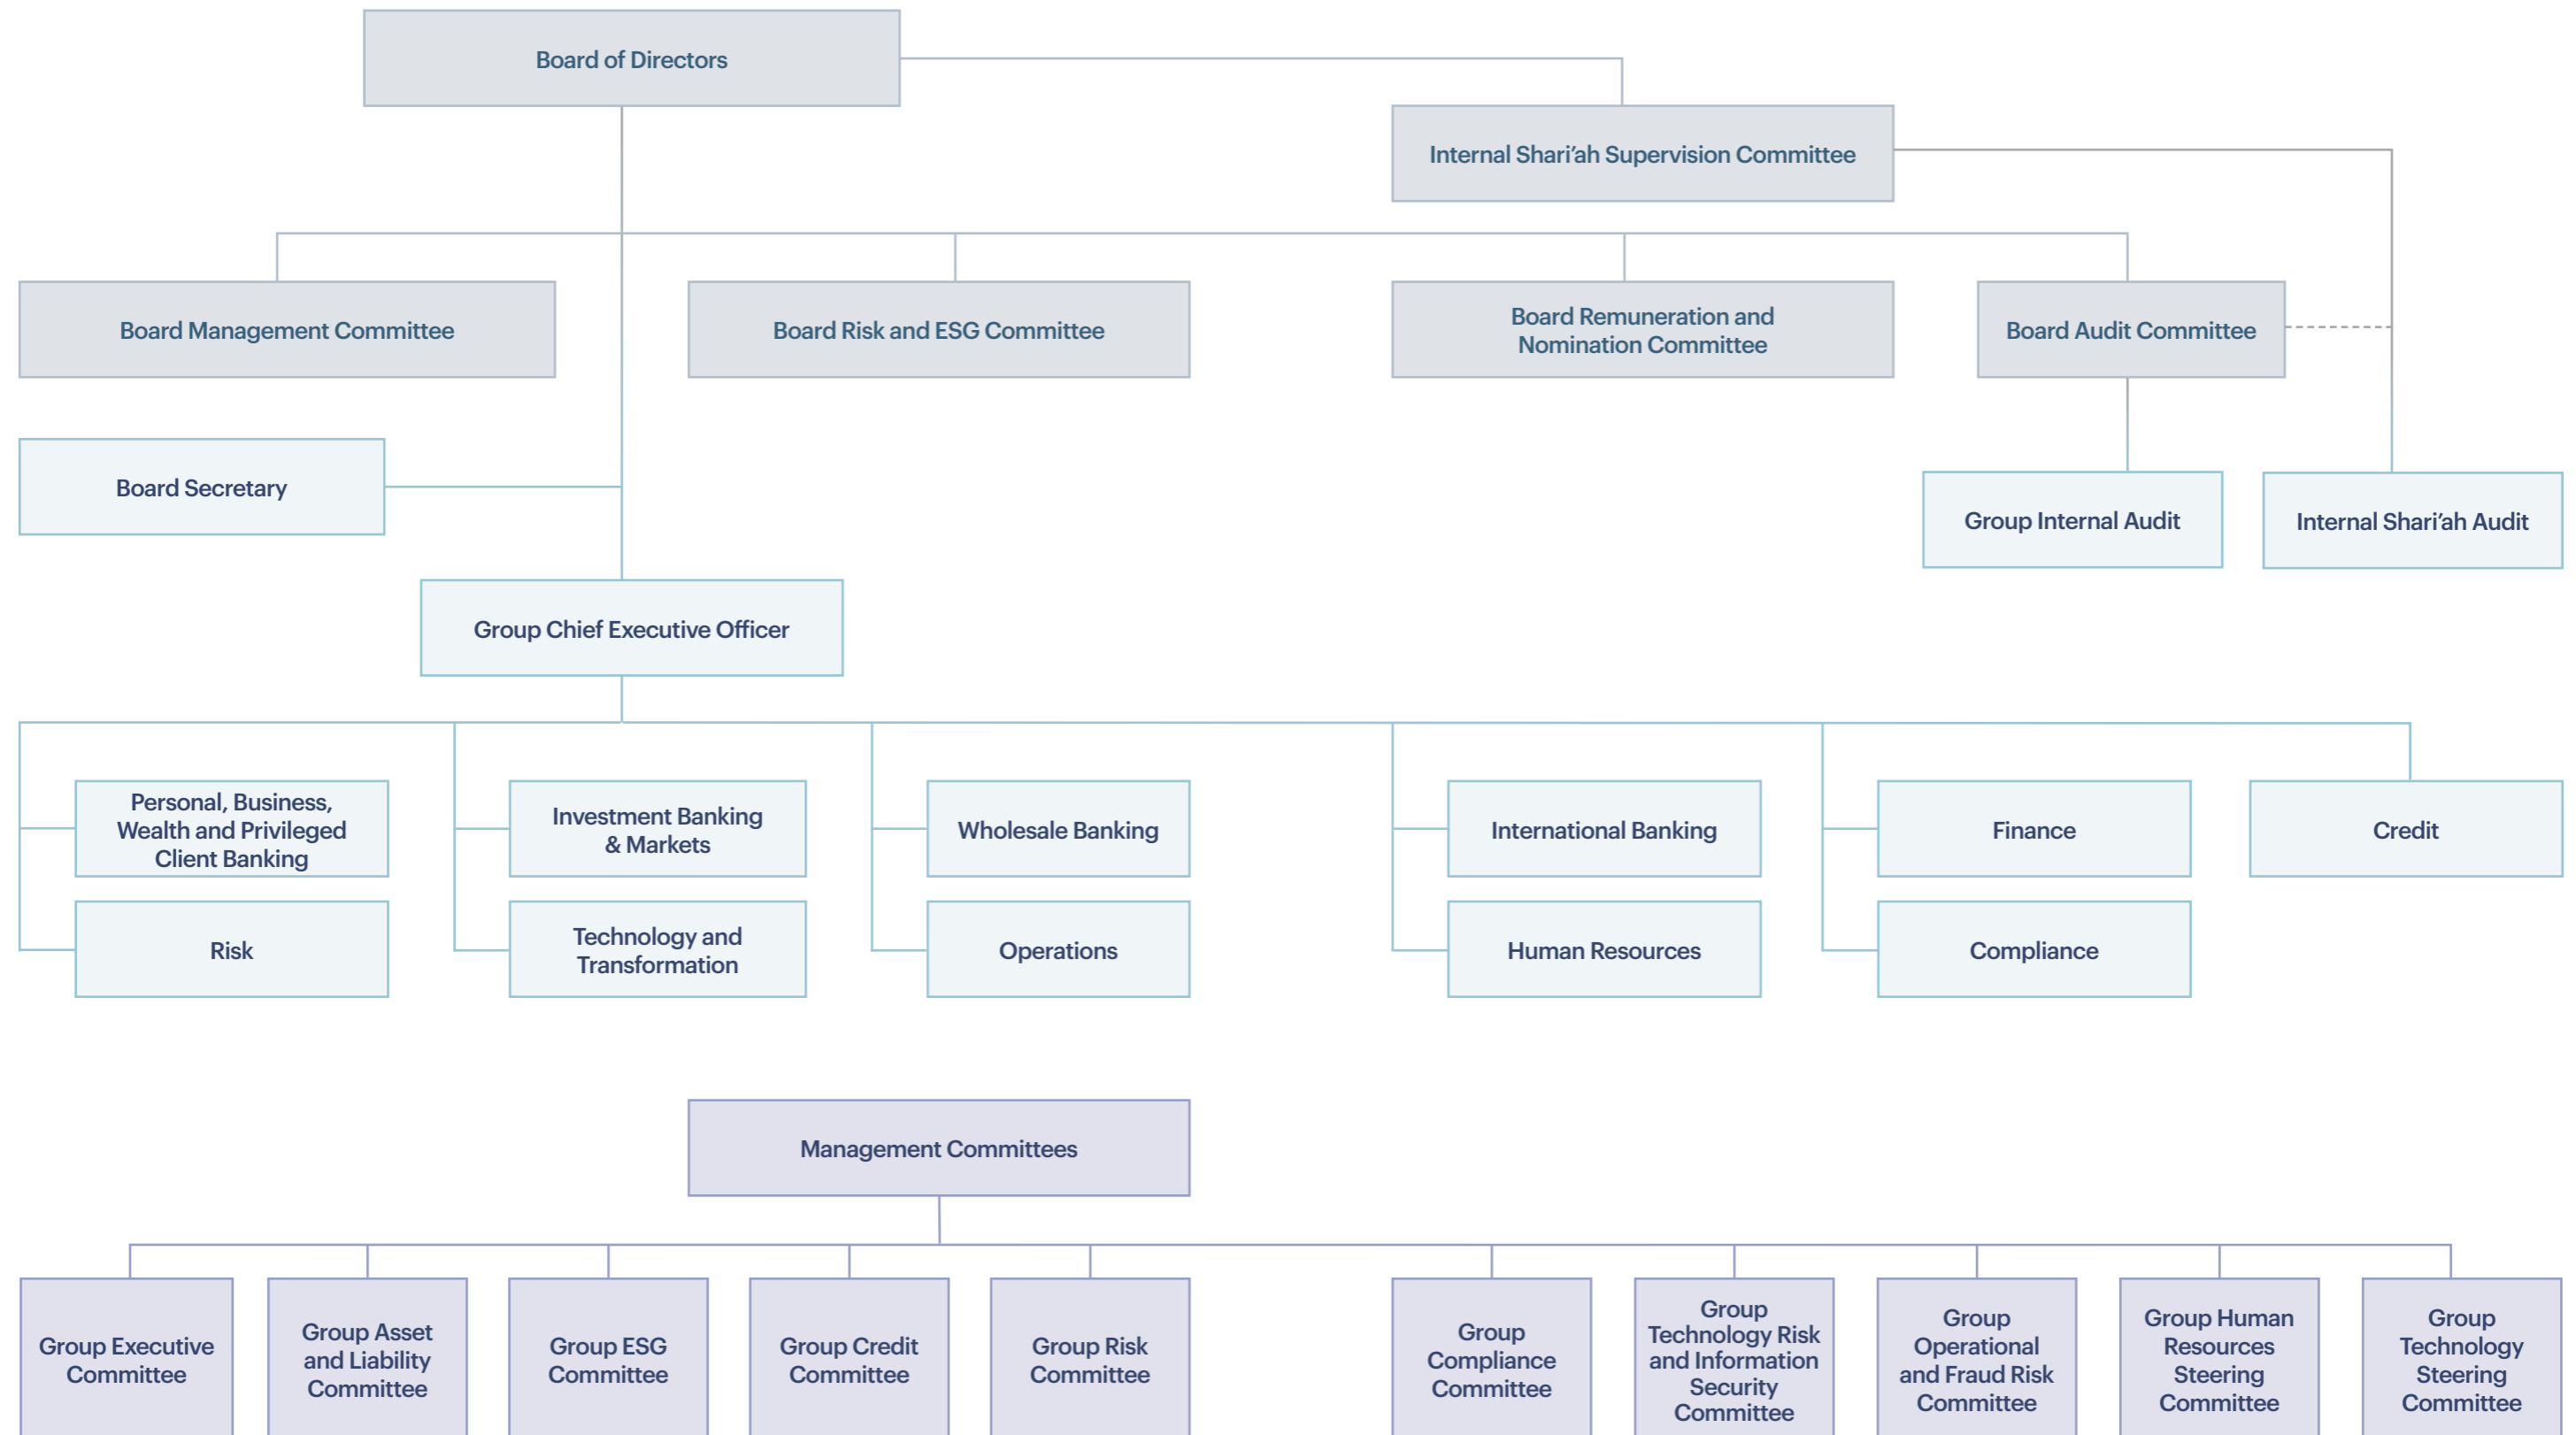 Board of Directors
Internal Shari’ah Supervision Committee
Board Management Committee
Board Risk and ESG Committee
Board Remuneration and
Nomination Committee
Board Audit Committee
Board Secretary
Group Internal Audit
Internal Shari’ah Audit
Group Chief Executive Officer
Personal, Business,
Wealth and Privileged
Client Banking
Investment Banking
& Markets
Wholesale Banking
International Banking
Finance
Credit
Risk
Technology and
Transformation
Operations
Human Resources
Compliance
Management Committees
Group Executive
Committee
Group Asset
and Liability
Committee
Group ESG
Committee
Group Credit
Committee
Group Risk
Committee
Group
Compliance
Committee
Group
Technology Risk
and Information
Security
Committee
Group
Operational
and Fraud Risk
Committee
Group Human
Resources
Steering
Committee
Group
Technology
Steering
Committee